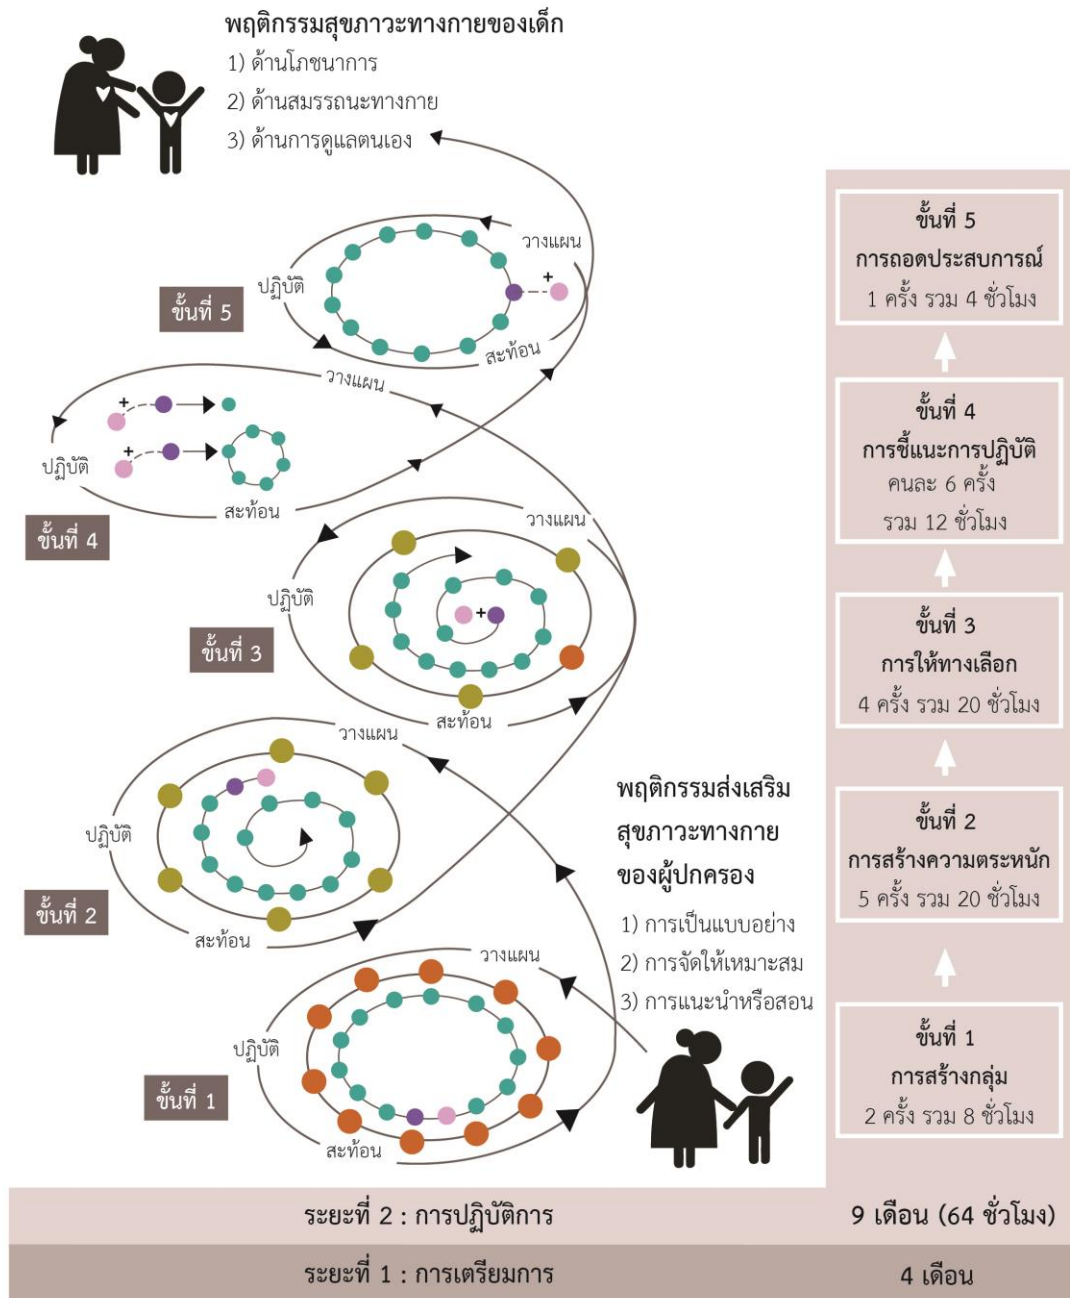 พฤติกรรมสุขภาวะทางกายของเด็ก
1) ด้านโภชนาการ
2) ด้านสมรรถนะทางกาย
3) ด้านการดูแลตนเอง
วางแผน
ปฏิบัติ
สะท้อน
ขั้นที่ 5
วางแผน
ปฏิบัติ
สะท้อน
ขั้นที่ 4
วางแผน
ปฏิบัติ
สะท้อน
ขั้นที่ 3
วางแผน
ปฏิบัติ
สะท้อน
ขั้นที่ 2
พฤติกรรมส่งเสริม
สุขภาวะทางกาย
ของผู้ปกครอง
1) การเป็นแบบอย่าง
2) การจัดให้เหมาะสม
3) การแนะนำหรือสอน
วางแผน
ปฏิบัติ
สะท้อน
ขั้นที่ 1
ขั้นที่ 5
การถอดประสบการณ์
1 ครั้ง รวม 4 ชั่วโมง
ขั้นที่ 4
การชี้แนะการปฏิบัติ
คนละ 6 ครั้ง
รวม 12 ชั่วโมง
ขั้นที่ 3
การให้ทางเลือก
4 ครั้ง รวม 20 ชั่วโมง
ขั้นที่ 2
การสร้างความตระหนัก
5 ครั้ง รวม 20 ชั่วโมง
ขั้นที่ 1
การสร้างกลุ่ม
2 ครั้ง รวม 8 ชั่วโมง
ระยะที่ 2 : การปฏิบัติการ
9 เดือน (64 ชั่วโมง)
ระยะที่ 1 : การเตรียมการ
4 เดือน